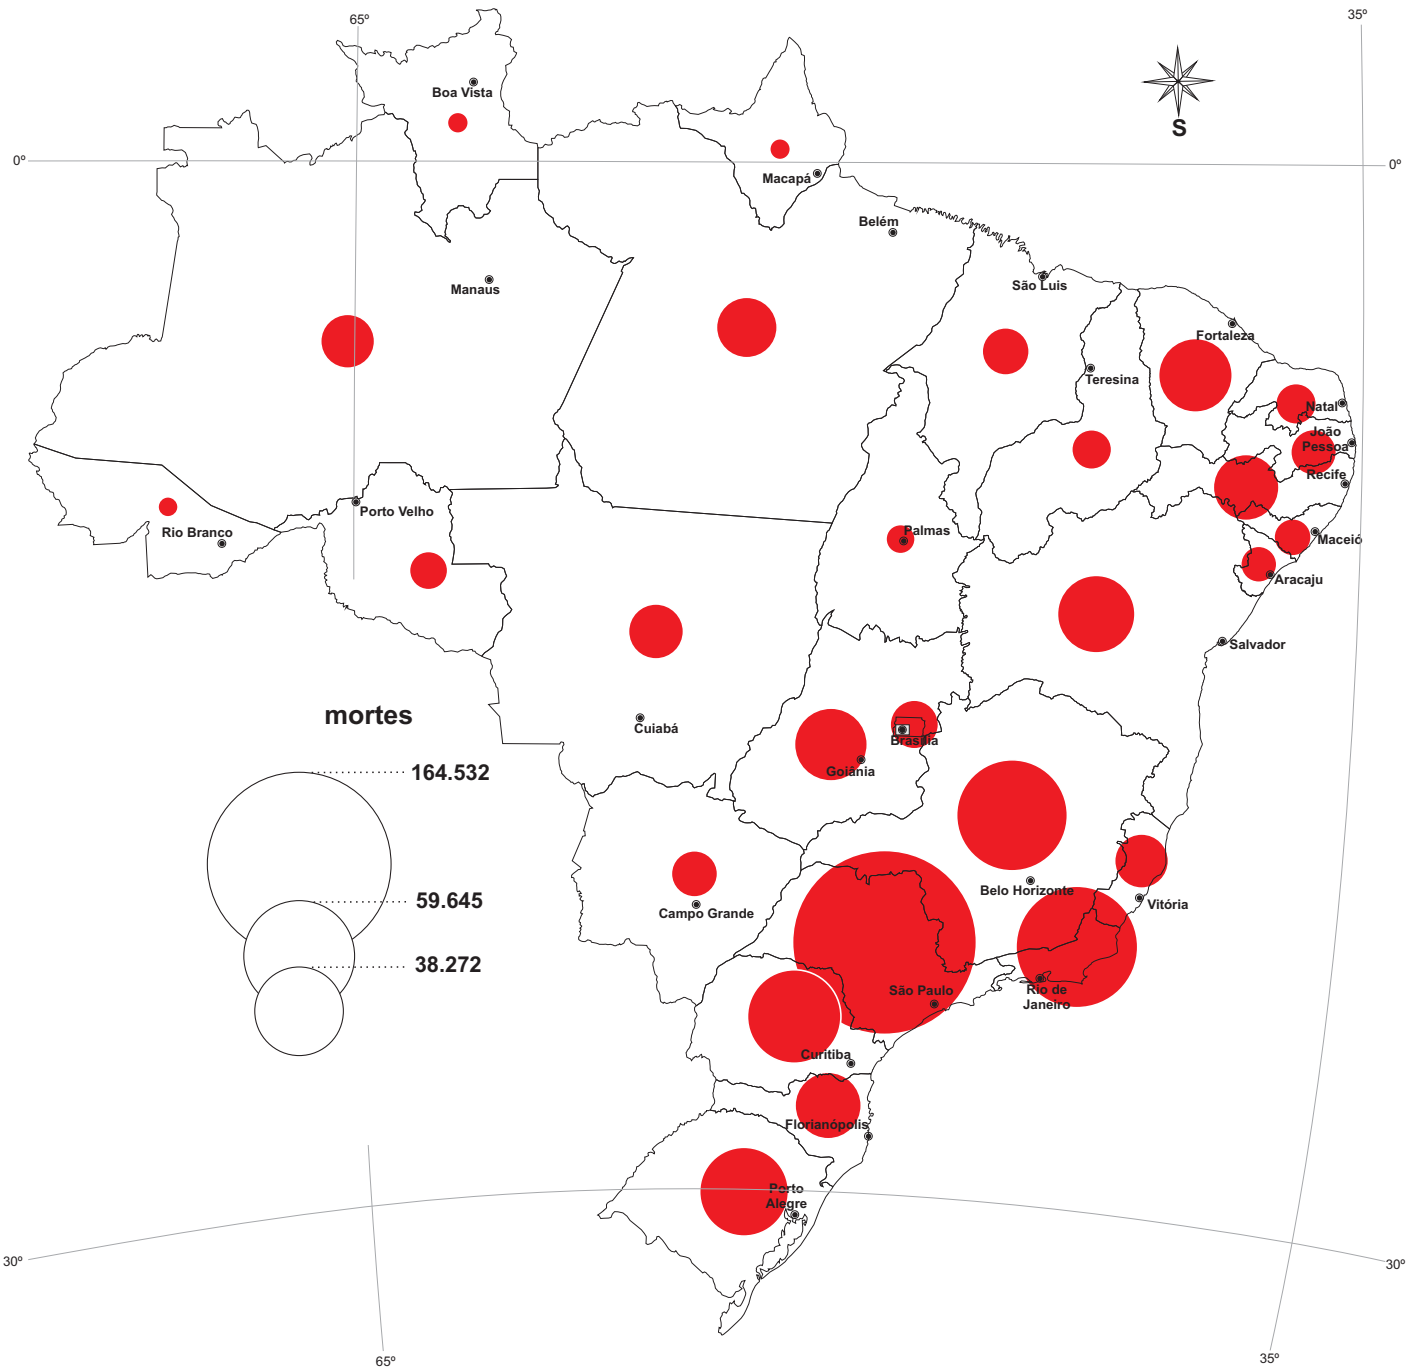 65º
35º
Boa Vista
S
0º
0º
Macapá
Belém
Manaus
São Luis
Fortaleza
Teresina
Natal
João
Pessoa
Recife
Porto Velho
Rio Branco
Palmas
Maceió
Aracaju
Salvador
mortes
Cuiabá
Brasília
Goiânia
164.532
59.645
38.272
Belo Horizonte
Vitória
Campo Grande
São Paulo
Rio de
Janeiro
Curitiba
Florianópolis
Porto
Alegre
30º
30º
65º
35º